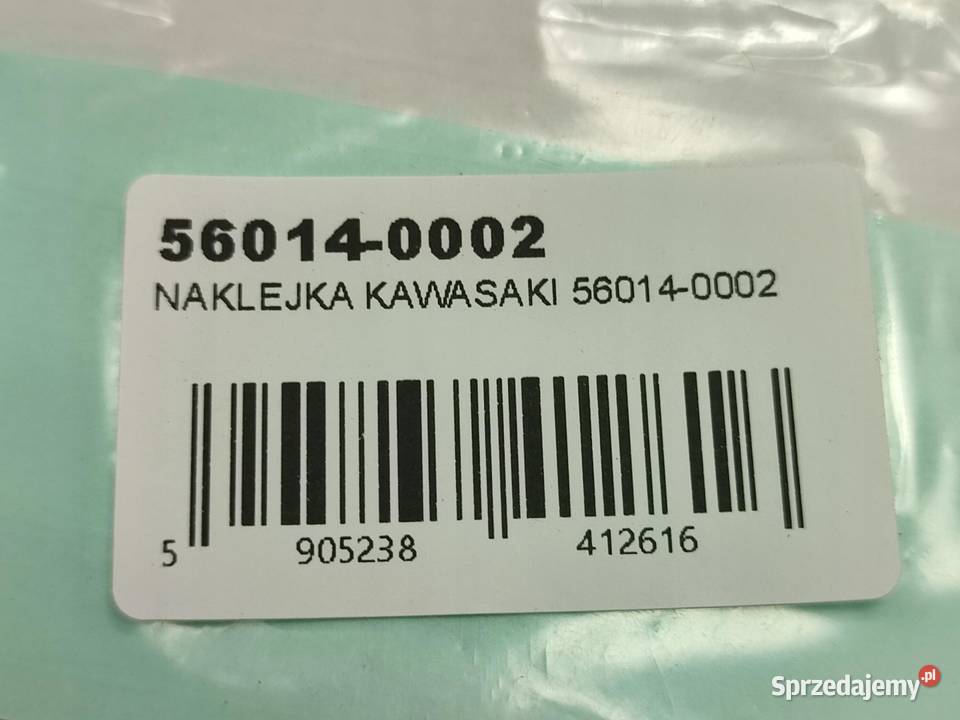 56014-0002
NAKLEJKA KAWASAKI 56014-0002
5 905238 412616
Sprzedajemy.pl